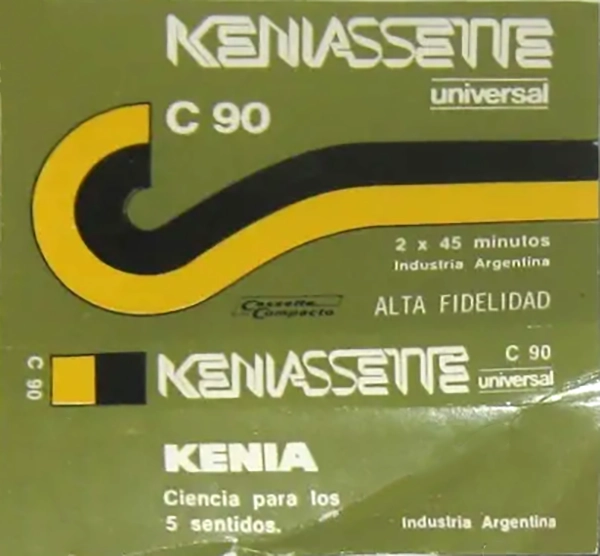 KENIASSETTE
universal
C 90
2 x 45 minutos
Industria Argentina
Cassette
Compacto
ALTA FIDELIDAD
C 90
KENIASSETTE
C 90
universal
KENIA
Ciencia para los
5 sentidos.
Industria Argentina